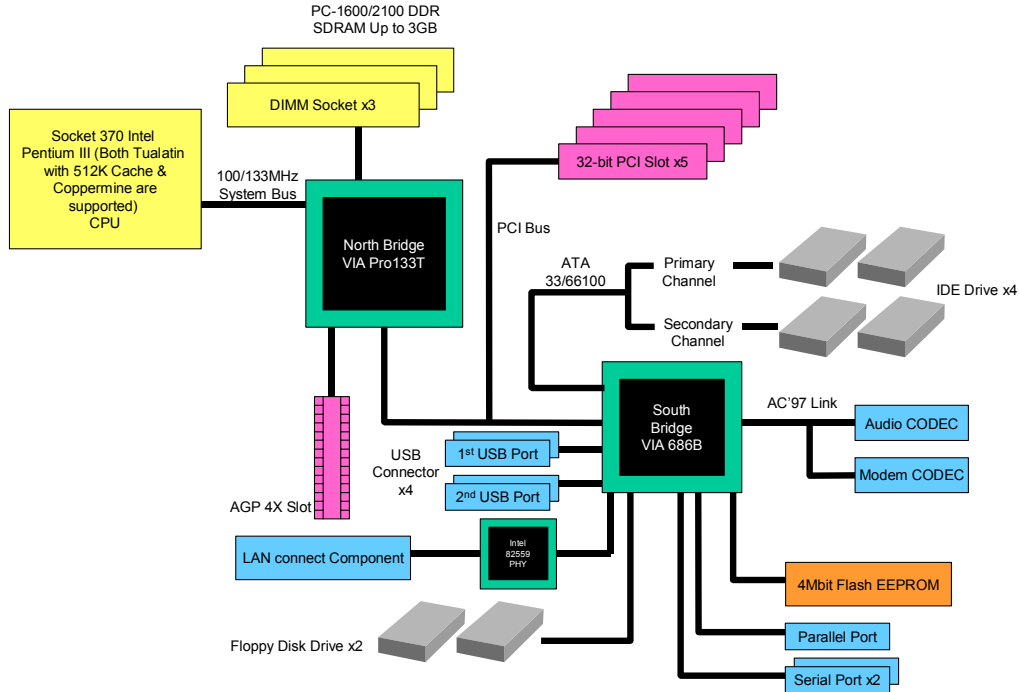 PC-1600/2100 DDR
SDRAM Up to 3GB
DIMM Socket x3
Socket 370 Intel
Pentium III (Both Tualatin
with 512K Cache &
Coppermine are
supported)
CPU
100/133MHz
System Bus
32-bit PCI Slot x5
North Bridge
VIA Pro133T
PCI Bus
ATA
33/66100
Primary
Channel
IDE Drive x4
Secondary
Channel
South
Bridge
VIA 686B
AC'97 Link
Audio CODEC
Modem CODEC
USB
Connector
x4
1st USB Port
2nd USB Port
AGP 4X Slot
LAN connect Component
Intel
82559
PHY
4Mbit Flash EEPROM
Floppy Disk Drive x2
Parallel Port
Serial Port x2